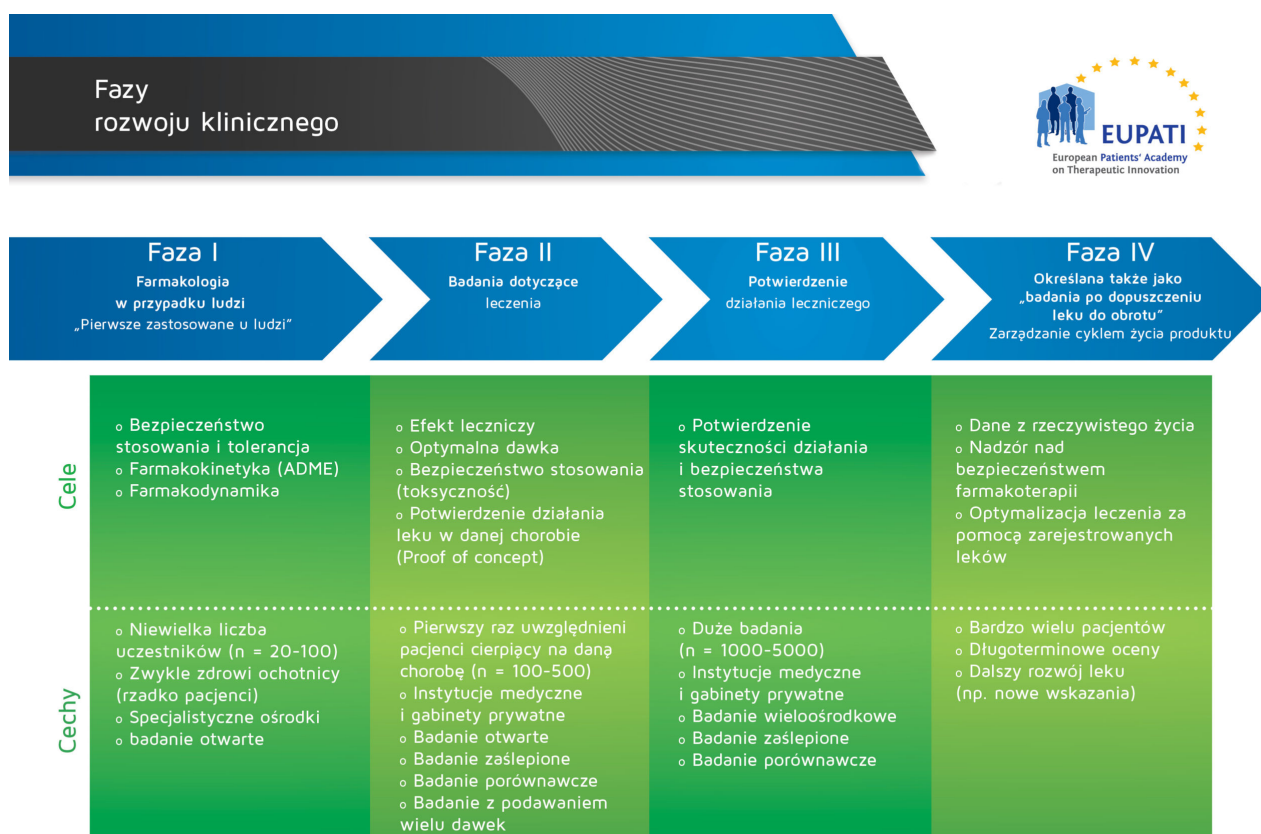 Fazy
rozwoju klinicznego
EUPATI
European Patients' Academy
on Therapeutic Innovation
Faza I
Farmakologia
w przypadku ludzi
„Pierwsze zastosowane u ludzi”
Faza II
Badania dotyczące
leczenia
Faza III
Potwierdzenie
działania leczniczego
Faza IV
Określana także jako
„badania po dopuszczeniu
leku do obrotu”
Zarządzanie cyklem życia produktu
Cele
o Bezpieczeństwo
stosowania i tolerancja
o Farmakokinetyka (ADME)
o Farmakodynamika
o Efekt leczniczy
o Optymalna dawka
o Bezpieczeństwo stosowania
(toksyczność)
o Potwierdzenie działania
leku w danej chorobie
(Proof of concept)
o Potwierdzenie
skuteczności działania
i bezpieczeństwa
stosowania
o Dane z rzeczywistego życia
o Nadzór nad
bezpieczeństwem
farmakoterapii
o Optymalizacja leczenia za
pomocą zarejestrowanych
leków
Cechy
o Niewielka liczba
uczestników (n = 20-100)
o Zwykle zdrowi ochotnicy
(rzadko pacjenci)
o Specjalistyczne ośrodki
o badanie otwarte
o Pierwszy raz uwzględnieni
pacjenci cierpiący na daną
chorobę (n = 100-500)
o Instytucje medyczne
i gabinety prywatne
o Badanie otwarte
o Badanie zaślepione
o Badanie porównawcze
o Badanie z podawaniem
wielu dawek
o Duże badania
(n = 1000-5000)
o Instytucje medyczne
i gabinety prywatne
o Badanie wieloośrodkowe
o Badanie zaślepione
o Badanie porównawcze
o Bardzo wielu pacjentów
o Długoterminowe oceny
o Dalszy rozwój leku
(np. nowe wskazania)